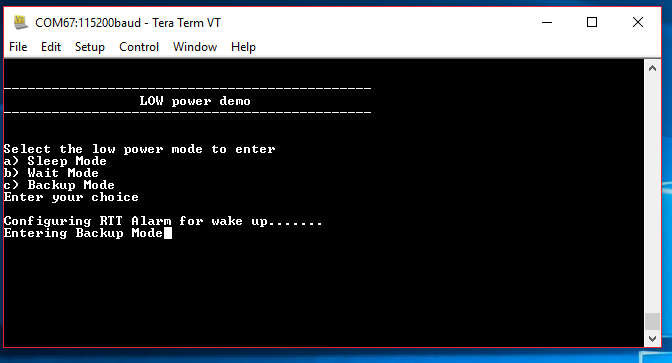 COM67:115200baud - Tera Term VT
File Edit Setup Control Window Help
------------------------------------------------
LOW power demo
------------------------------------------------
Select the low power mode to enter
a) Sleep Mode
b) Wait Mode
c) Backup Mode
Enter your choice
Configuring RTT Alarm for wake up.......
Entering Backup Mode